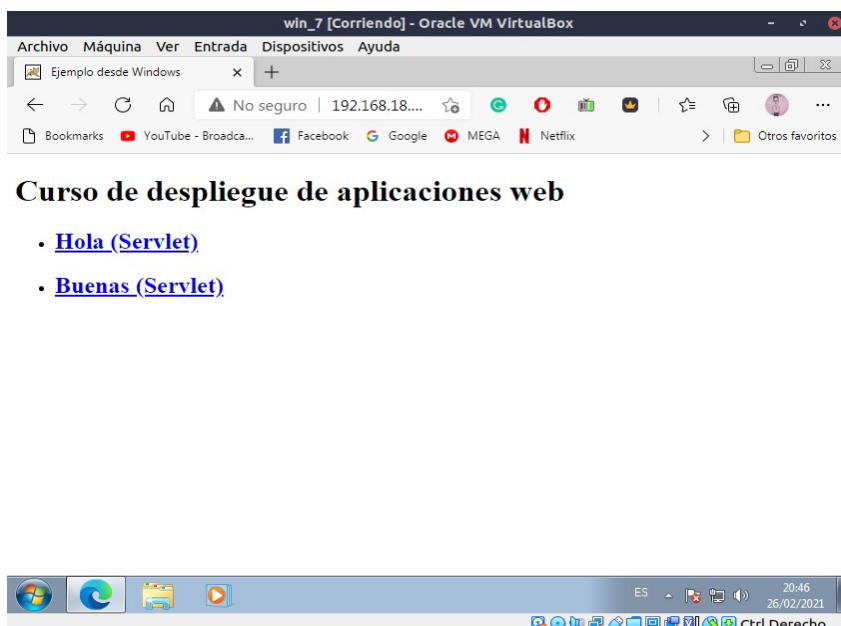 win_7 [Corriendo] - Oracle VM VirtualBox
Archivo Máquina Ver Entrada Dispositivos Ayuda
Ejemplo desde Windows
No seguro | 192.168.18....
Bookmarks YouTube - Broadca... Facebook Google MEGA Netflix Otros favoritos
Curso de despliegue de aplicaciones web
Hola (Servlet)
Buenas (Servlet)
ES 20:46
26/02/2021
Ctrl Derecho